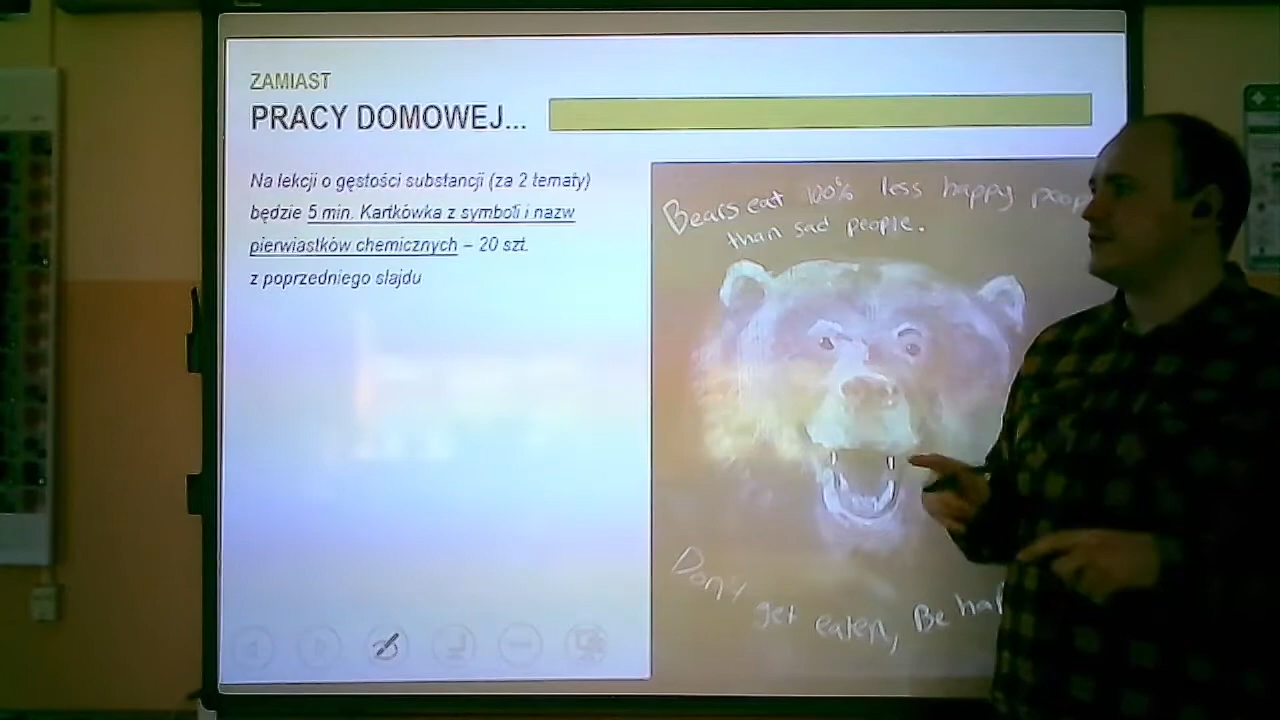 ZAMIAST
PRACY DOMOWEJ...
Na lekcji o gęstości substancji (za 2 tematy)
będzie 5 min. Kartkówka z symboli i nazw
pierwiastków chemicznych – 20 szt.
z poprzedniego slajdu
Bears eat 100% less happy
than sad people.
Don't get eaten, Be